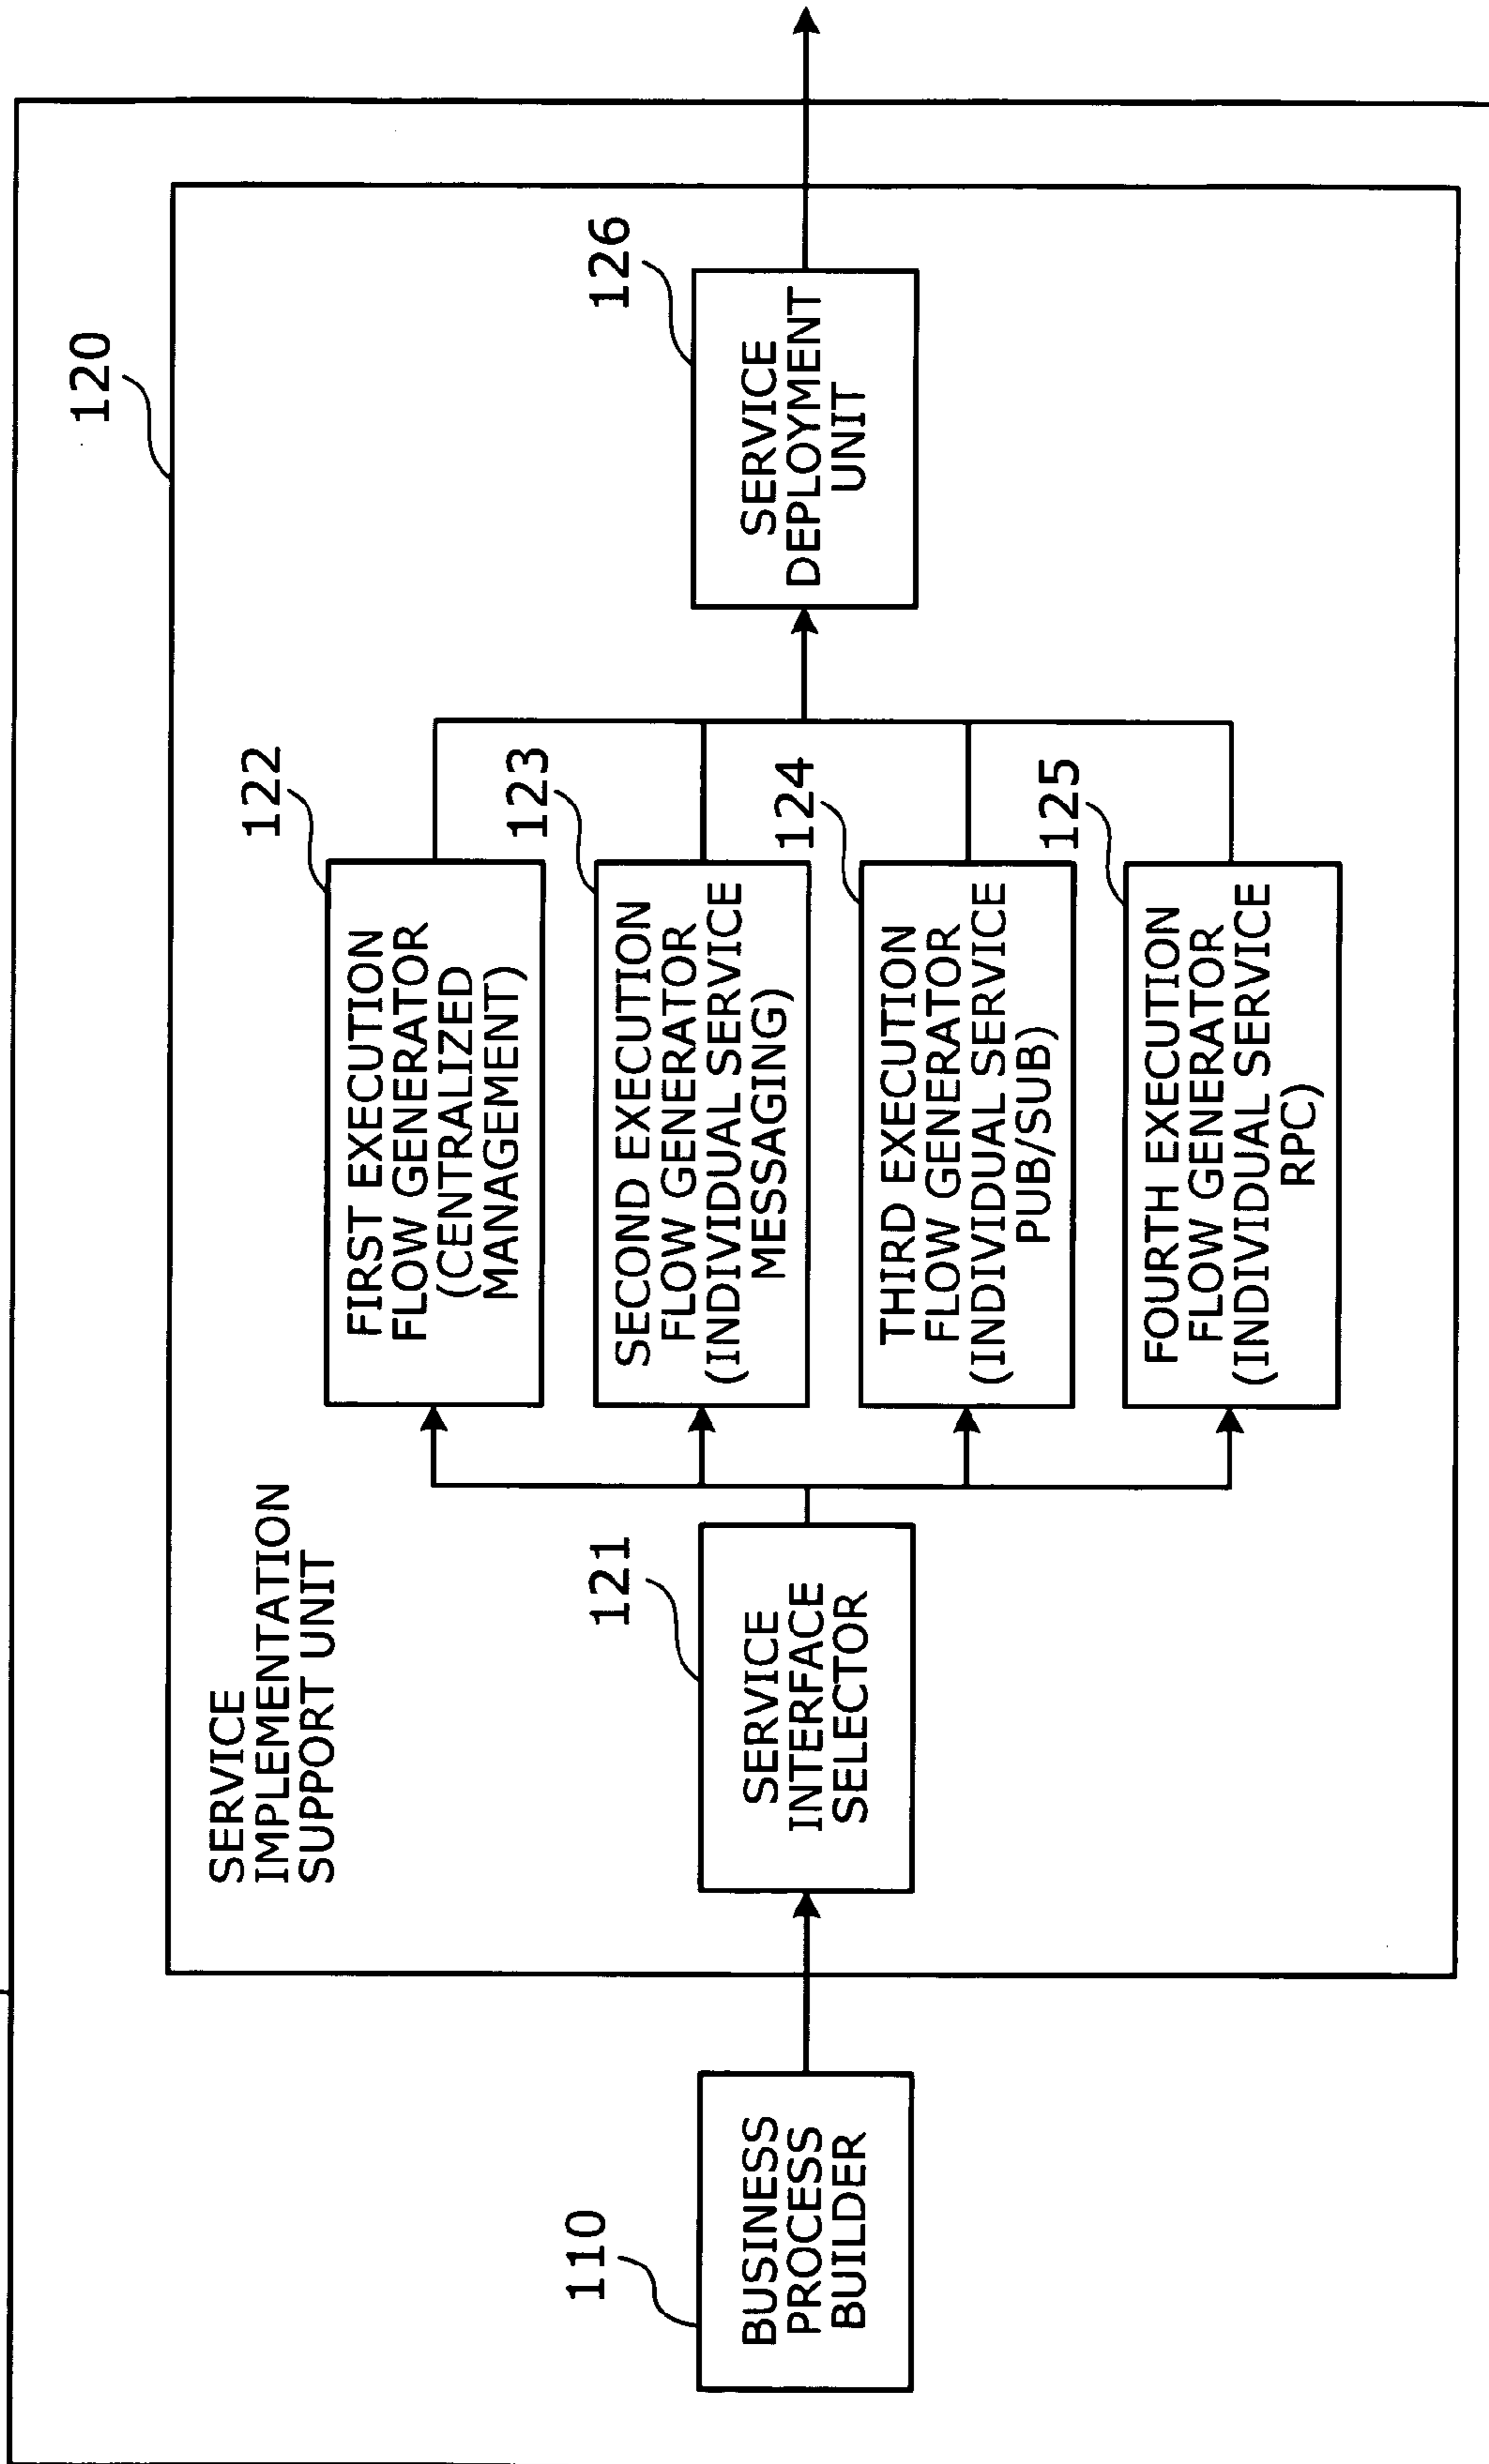 120
SERVICE
IMPLEMENTATION
SUPPORT UNIT
110
BUSINESS
PROCESS
BUILDER
121
SERVICE
INTERFACE
SELECTOR
122
FIRST EXECUTION
FLOW GENERATOR
(CENTRALIZED
MANAGEMENT)
123
SECOND EXECUTION
FLOW GENERATOR
(INDIVIDUAL SERVICE
MESSAGING)
124
THIRD EXECUTION
FLOW GENERATOR
(INDIVIDUAL SERVICE
PUB/SUB)
125
FOURTH EXECUTION
FLOW GENERATOR
(INDIVIDUAL SERVICE
RPC)
126
SERVICE
DEPLOYMENT
UNIT